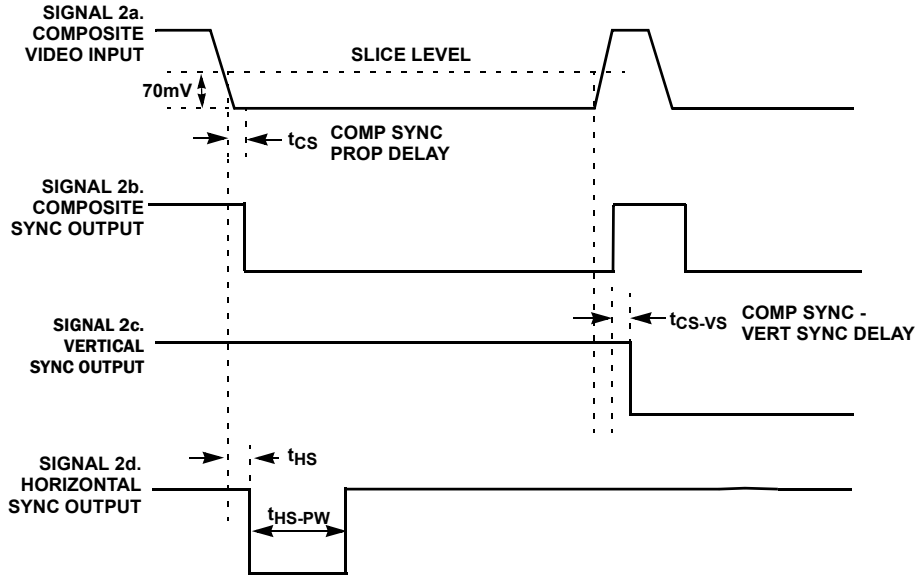 SIGNAL 2a.
COMPOSITE
VIDEO INPUT
SLICE LEVEL
70mV
tCS
COMP SYNC
PROP DELAY
SIGNAL 2b.
COMPOSITE
SYNC OUTPUT
tCS-VS
COMP SYNC -
VERT SYNC DELAY
SIGNAL 2c.
VERTICAL
SYNC OUTPUT
tHS
SIGNAL 2d.
HORIZONTAL
SYNC OUTPUT
tHS-PW